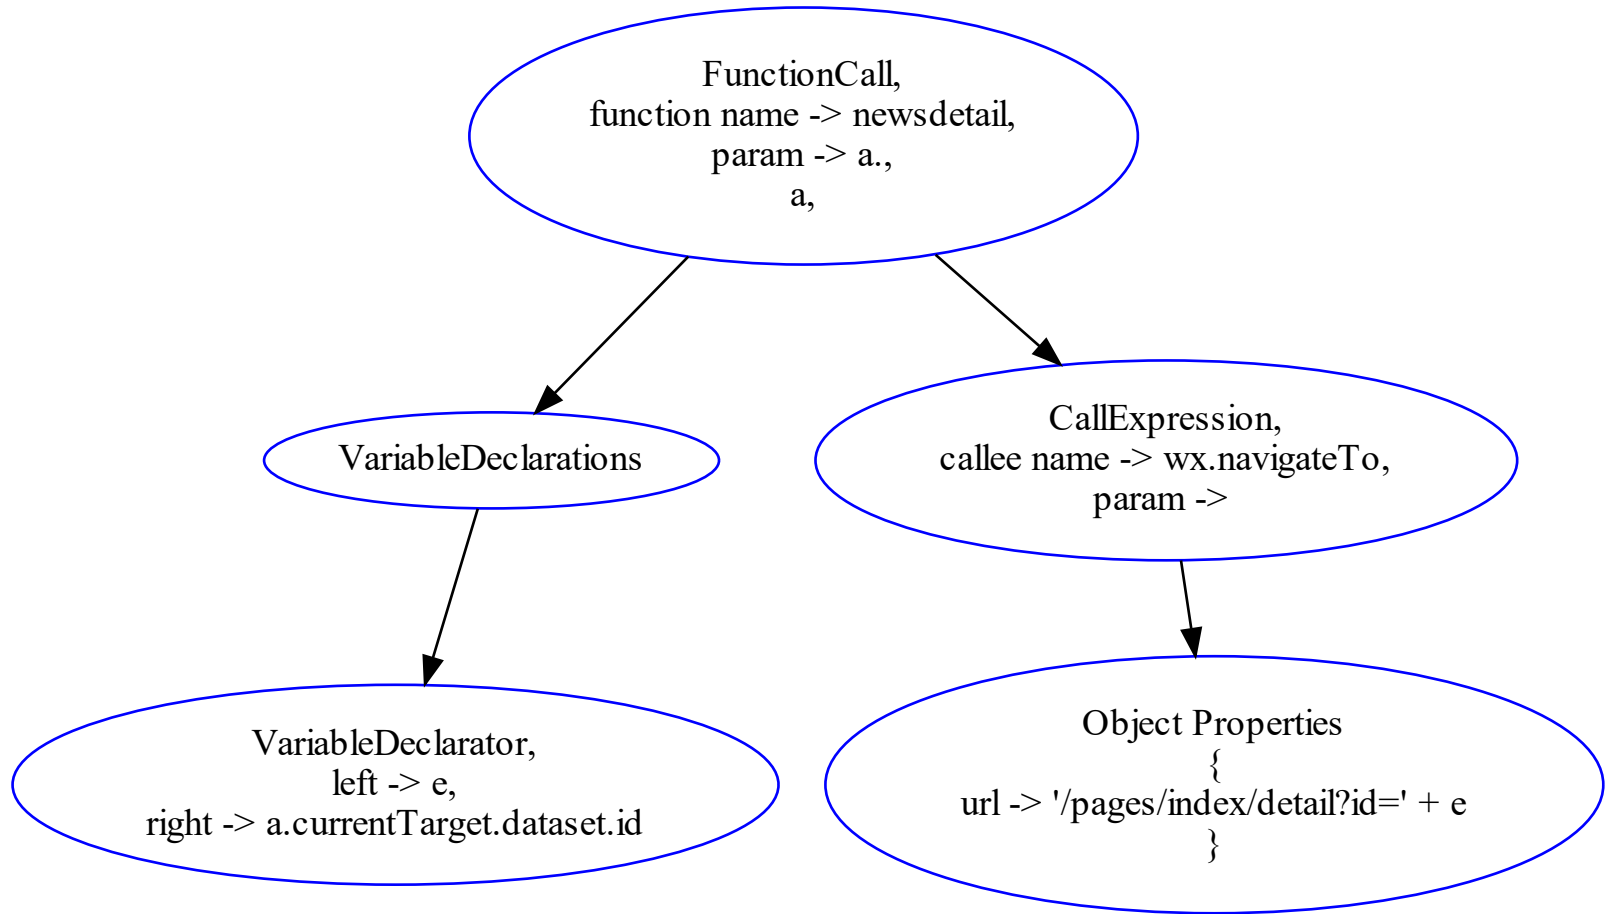 FunctionCall,
function name -> newsdetail,
param -> a.,
a,
VariableDeclarations
CallExpression,
callee name -> wx.navigateTo,
param ->
VariableDeclarator,
left -> e,
right -> a.currentTarget.dataset.id
Object Properties
{
url -> '/pages/index/detail?id=' + e
}